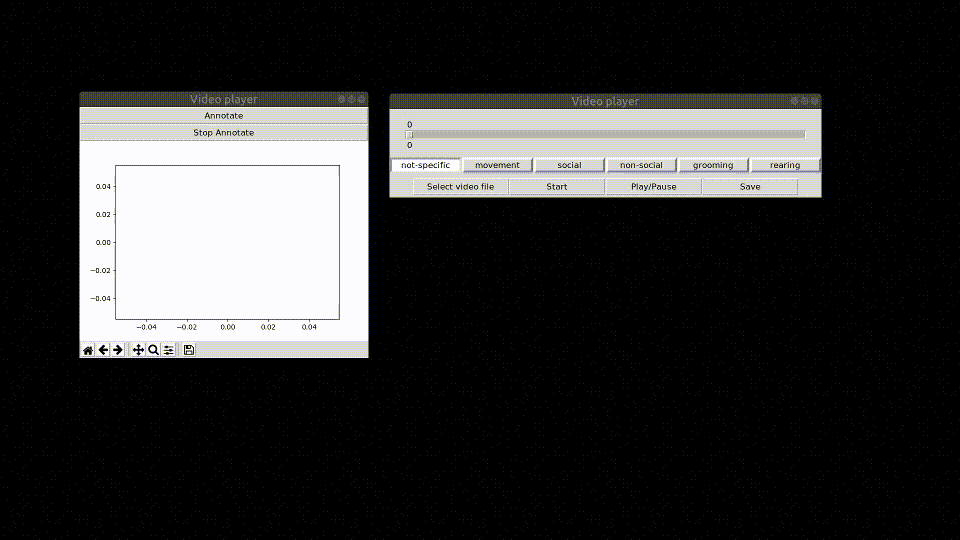 Video player
Annotate
Stop Annotate
0.04
0.02
0.00
−0.02
−0.04
−0.04 −0.02 0.00 0.02 0.04
Video player
0
0
not-specific movement social non-social grooming rearing
Select video file Start Play/Pause Save